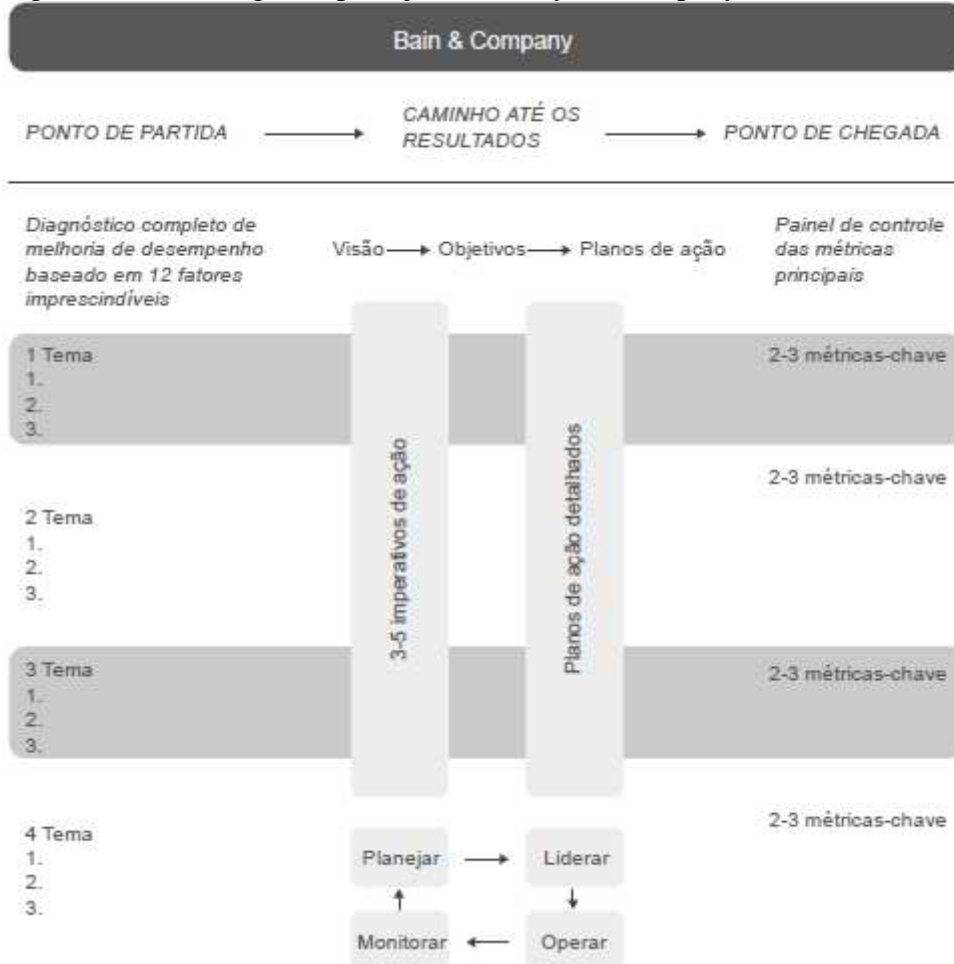 Bain & Company
PONTO DE PARTIDA
CAMINHO ATÉ OS
RESULTADOS
PONTO DE CHEGADA
Diagnóstico completo de
melhoria de desempenho
baseado em 12 fatores
imprescindíveis
Visão
Objetivos
Planos de ação
Painel de controle
das métricas
principais
1 Tema
1.
2.
3.
2-3 métricas-chave
2 Tema
1.
2.
3.
2-3 métricas-chave
3 Tema
1.
2.
3.
2-3 métricas-chave
4 Tema
1.
2.
3.
2-3 métricas-chave
3-5 imperativos de ação
Planos de ação detalhados
Planejar
Liderar
Monitorar
Operar